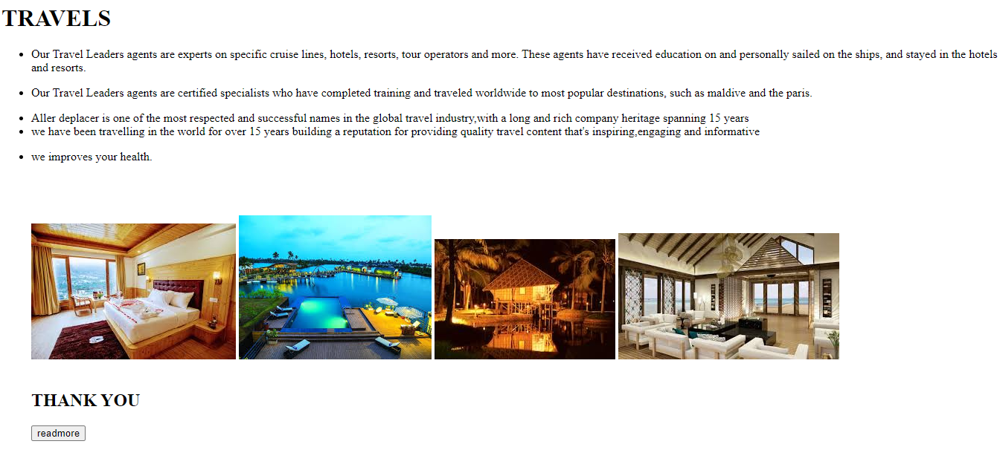 TRAVELS
• Our Travel Leaders agents are experts on specific cruise lines, hotels, resorts, tour operators and more. These agents have received education on and personally sailed on the ships, and stayed in the hotels
and resorts.
• Our Travel Leaders agents are certified specialists who have completed training and traveled worldwide to most popular destinations, such as maldive and the paris.
• Aller deplacer is one of the most respected and successful names in the global travel industry,with a long and rich company heritage spanning 15 years
• we have been travelling in the world for over 15 years building a reputation for providing quality travel content that's inspiring,engaging and informative
• we improves your health.
THANK YOU
readmore